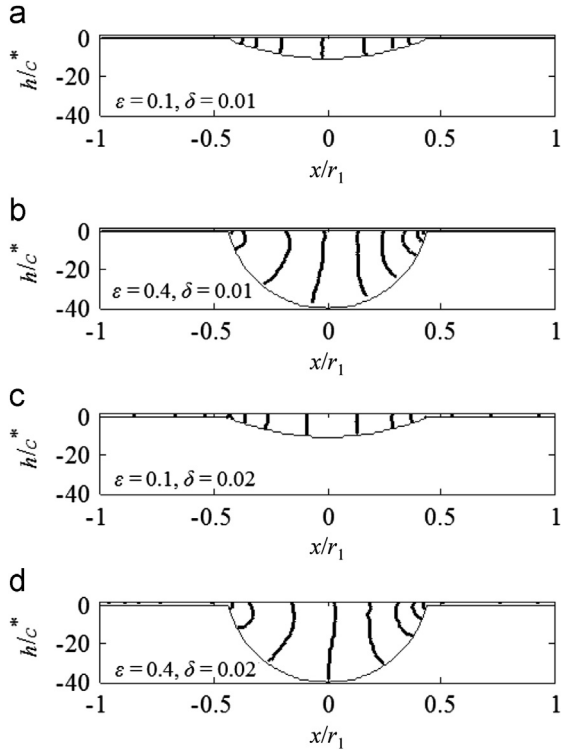 a
h/c*
0
-20
-40
ε = 0.1, δ = 0.01
-1 -0.5 0 0.5 1
x/r₁
b
h/c*
0
-20
-40
ε = 0.4, δ = 0.01
-1 -0.5 0 0.5 1
x/r₁
c
h/c*
0
-20
-40
ε = 0.1, δ = 0.02
-1 -0.5 0 0.5 1
x/r₁
d
h/c*
0
-20
-40
ε = 0.4, δ = 0.02
-1 -0.5 0 0.5 1
x/r₁